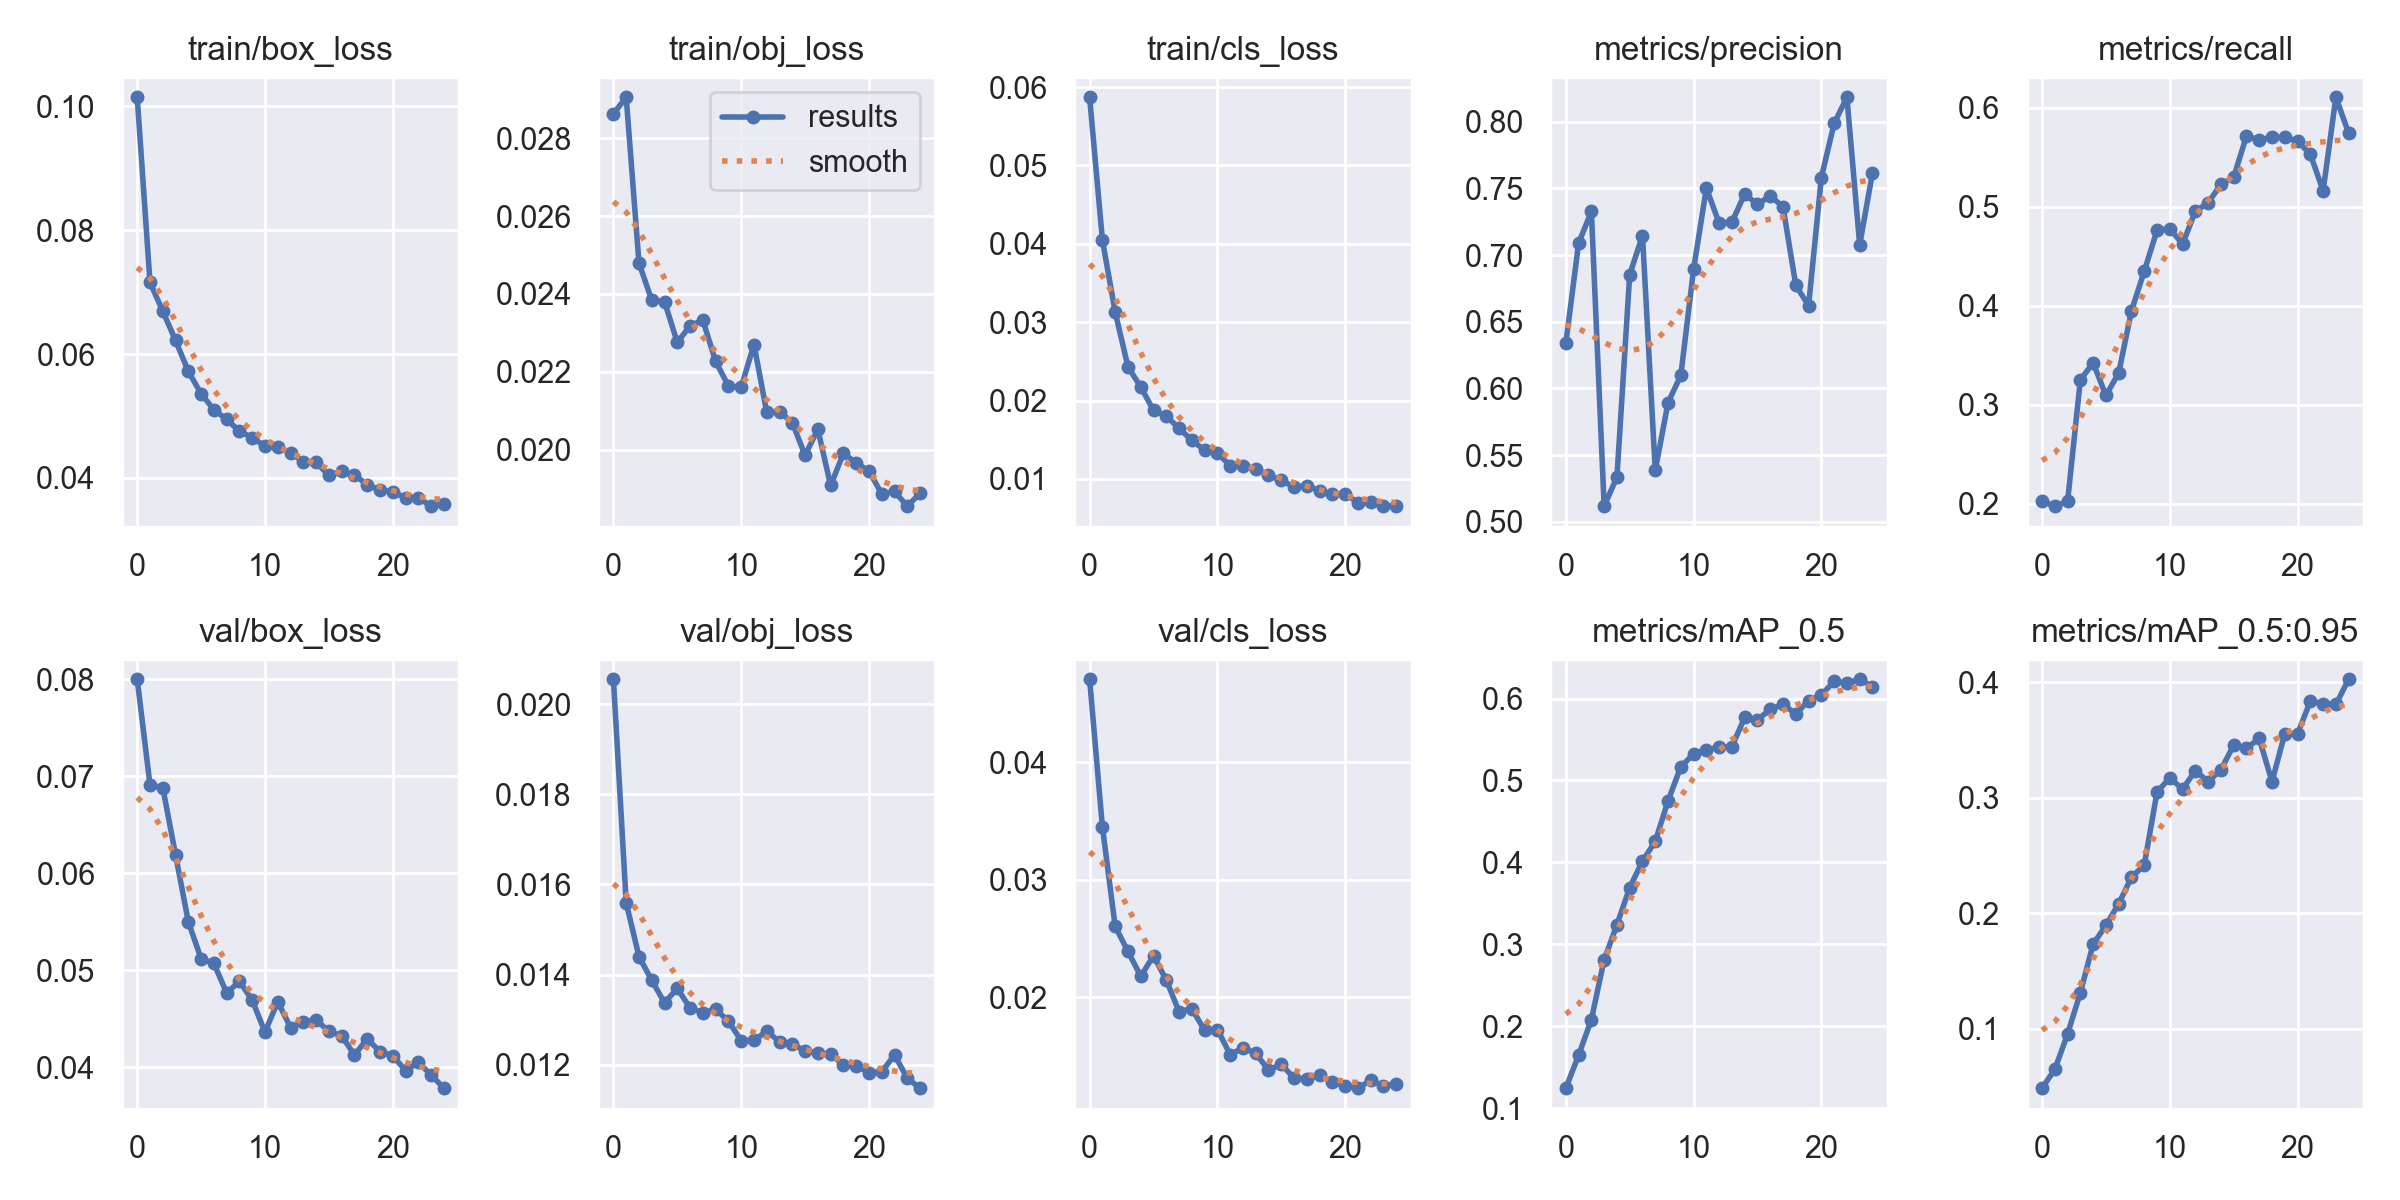 train/box_loss
0.10
0.08
0.06
0.04
0 10 20
train/obj_loss
results
smooth
0.028
0.026
0.024
0.022
0.020
0 10 20
train/cls_loss
0.06
0.05
0.04
0.03
0.02
0.01
0 10 20
metrics/precision
0.80
0.75
0.70
0.65
0.60
0.55
0.50
0 10 20
metrics/recall
0.6
0.5
0.4
0.3
0.2
0 10 20
val/box_loss
0.08
0.07
0.06
0.05
0.04
0 10 20
val/obj_loss
0.020
0.018
0.016
0.014
0.012
0 10 20
val/cls_loss
0.04
0.03
0.02
0 10 20
metrics/mAP_0.5
0.6
0.5
0.4
0.3
0.2
0.1
0 10 20
metrics/mAP_0.5:0.95
0.4
0.3
0.2
0.1
0 10 20